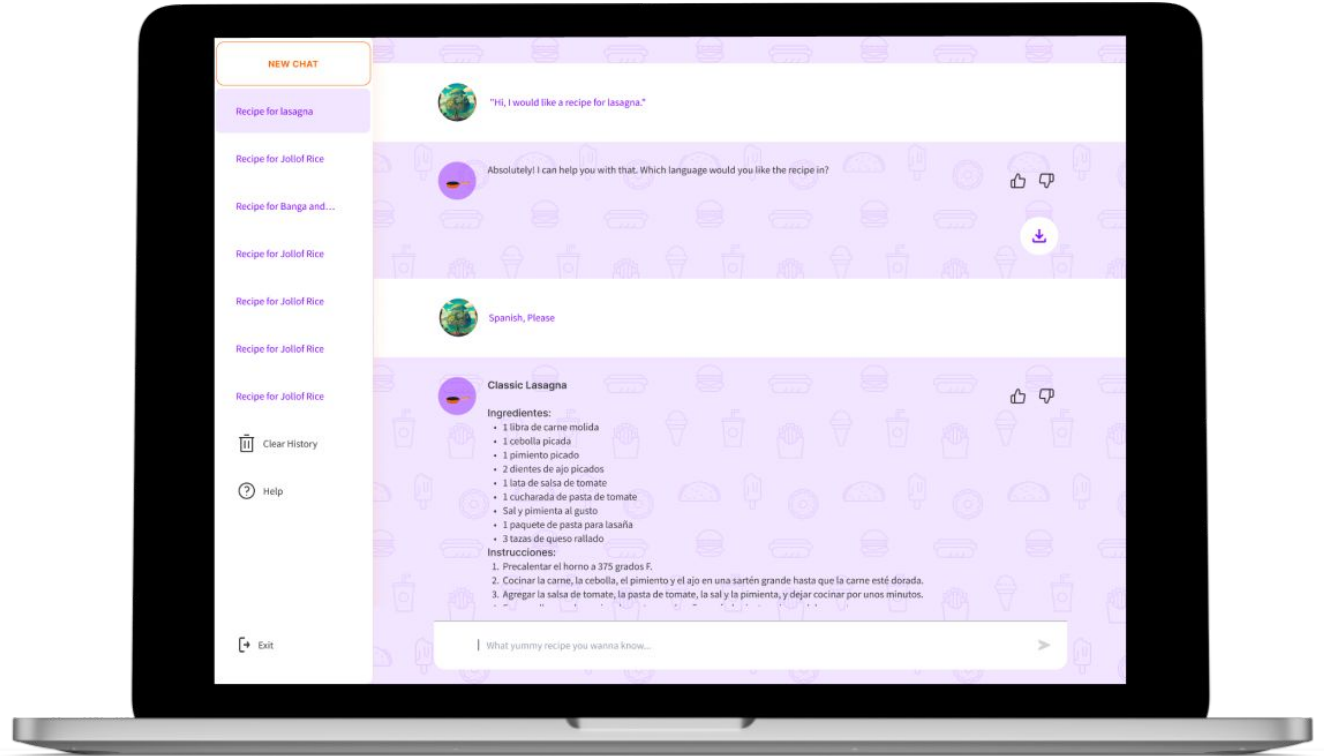 NEW CHAT
Recipe for lasagna
Recipe for Jollof Rice
Recipe for Banga and...
Recipe for Jollof Rice
Recipe for Jollof Rice
Recipe for Jollof Rice
Recipe for Jollof Rice
Clear History
Help
Exit
"Hi, I would like a recipe for lasagna."
Absolutely! I can help you with that. Which language would you like the recipe in?
Spanish, Please
Classic Lasagna
Ingredientes:
• 1 libra de carne molida
• 1 cebolla picada
• 1 pimiento picado
• 2 dientes de ajo picados
• 1 lata de salsa de tomate
• 1 cucharada de pasta de tomate
• Sal y pimienta al gusto
• 1 paquete de pasta para lasaña
• 3 tazas de queso rallado
Instrucciones:
1. Precalentar el horno a 375 grados F.
2. Cocinar la carne, la cebolla, el pimiento y el ajo en una sartén grande hasta que la carne esté dorada.
3. Agregar la salsa de tomate, la pasta de tomate, la sal y la pimienta, y dejar cocinar por unos minutos.
What yummy recipe you wanna know...